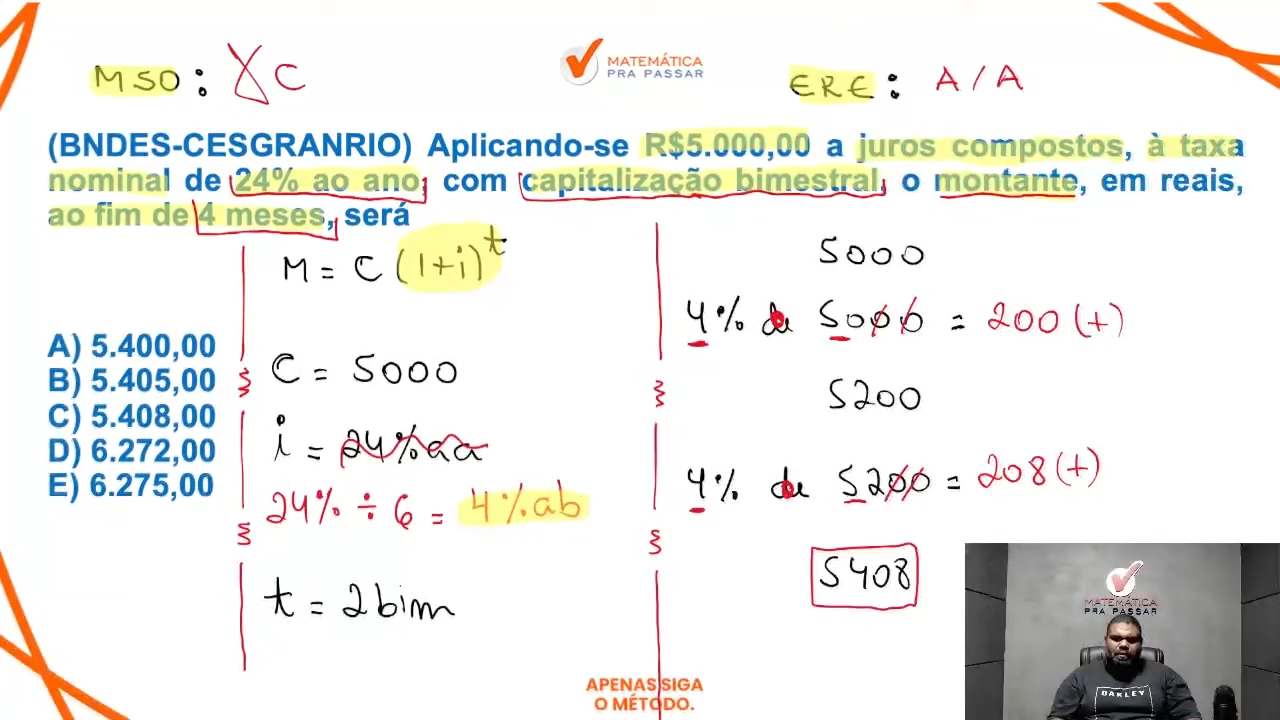 MSO: JC
MATEMÁTICA
PRA PASSAR
ERE: A/A
(BNDES-CESGRANRIO) Aplicando-se R$5.000,00 a juros compostos, à taxa
nominal de 24% ao ano, com capitalização bimestral, o montante, em reais,
ao fim de 4 meses, será
A) 5.400,00
B) 5.405,00
C) 5.408,00
D) 6.272,00
E) 6.275,00
M = C (1+i)^t
C = 5000
i = 24% aa
24% ÷ 6 = 4% ab
t = 2 bim
5000
4% de 5000 = 200 (+)
5200
4% de 5200 = 208 (+)
5408
MATEMÁTICA
PRA PASSAR
OAKLEY
APENAS SIGA
O MÉTODO.